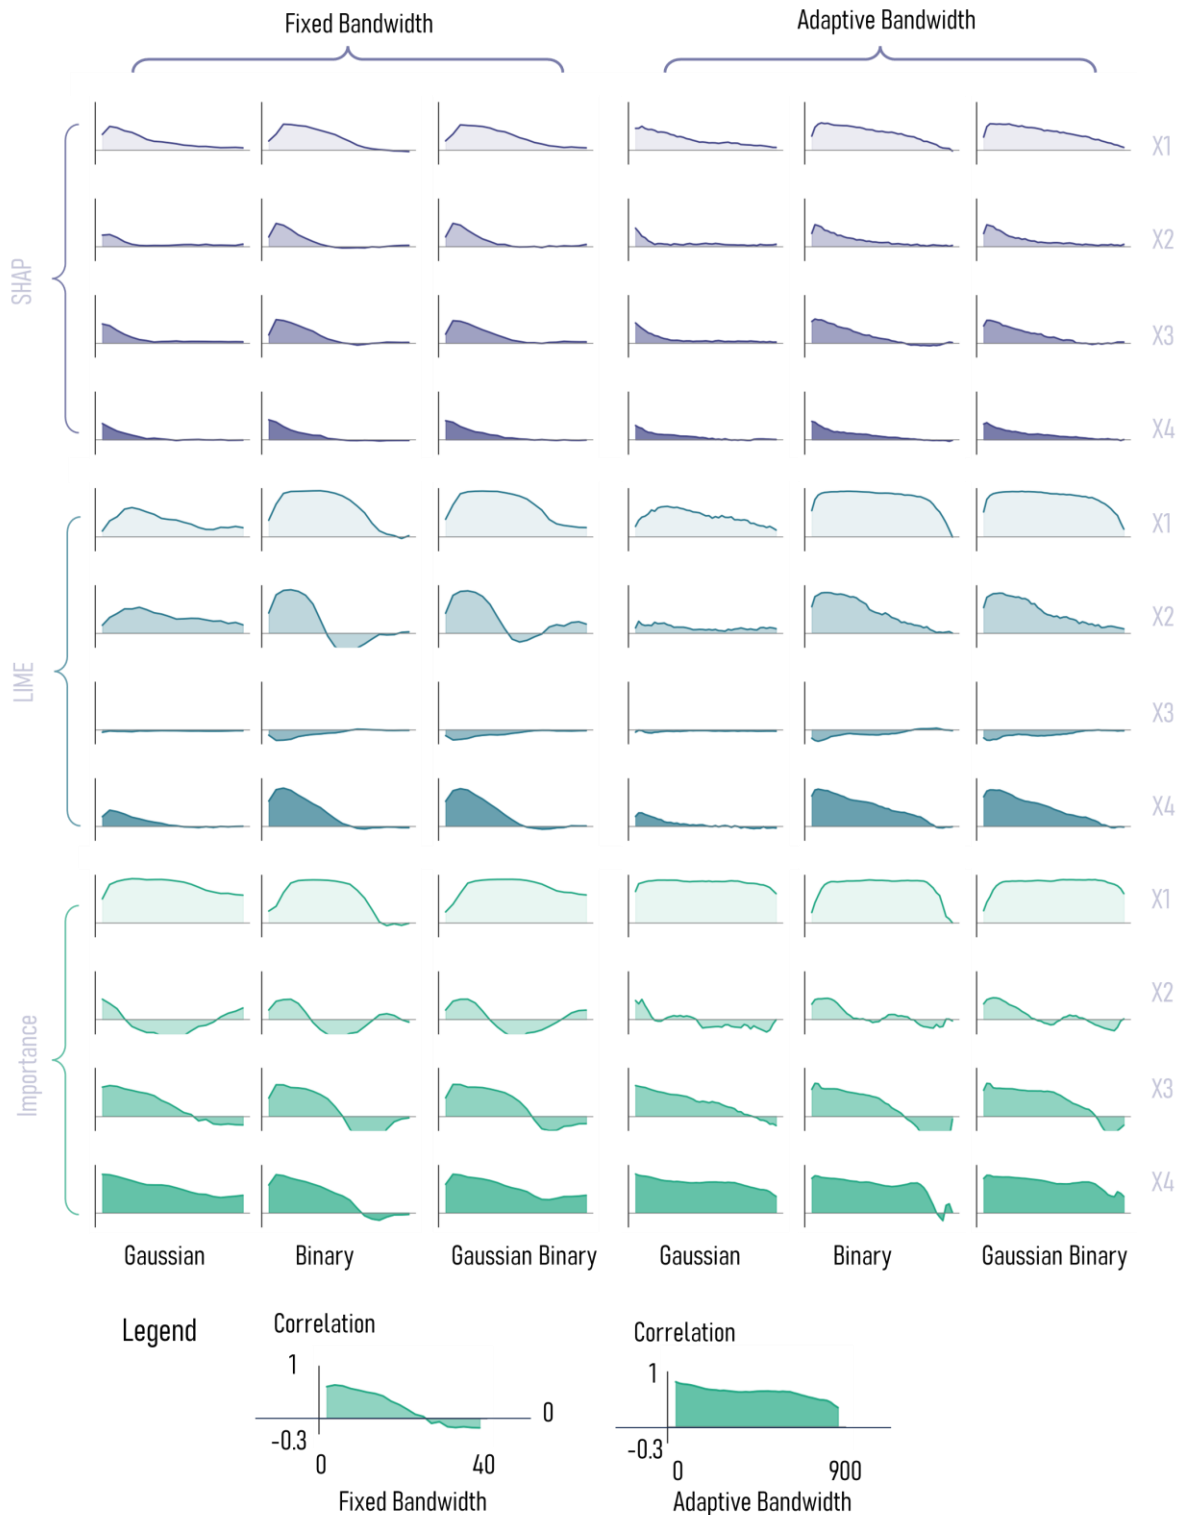 Fixed Bandwidth
Adaptive Bandwidth
SHAP
X1
X2
X3
X4
LIME
X1
X2
X3
X4
Importance
X1
X2
X3
X4
Gaussian
Binary
Gaussian Binary
Gaussian
Binary
Gaussian Binary
Legend
Correlation
1
0
-0.3
0
40
Fixed Bandwidth
Correlation
1
-0.3
0
900
Adaptive Bandwidth